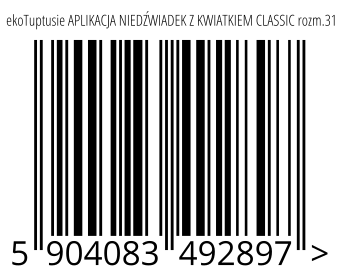 ekoTuptusie APLIKACJA NIEDŹWIADEK Z KWIATKIEM CLASSIC rozm.31
5 904083 492897 >